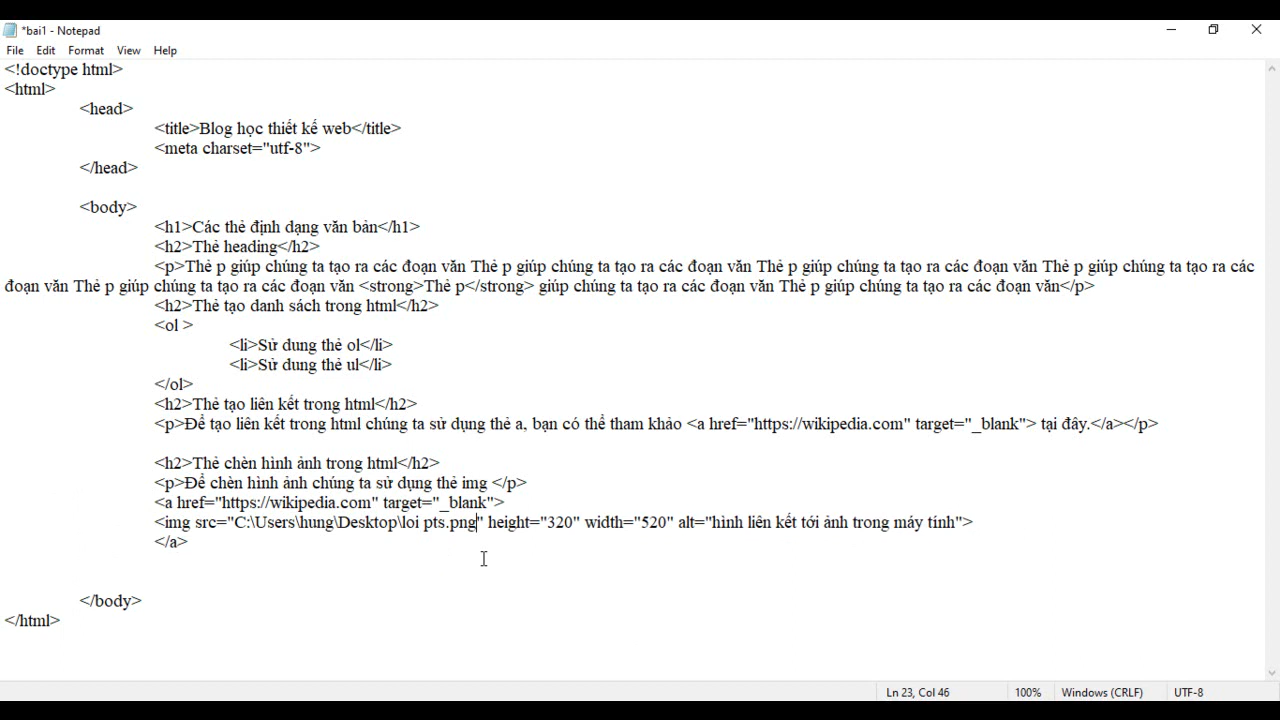 *bai1 - Notepad
File Edit Format View Help
<!doctype html>
<html>
<head>
<title>Blog học thiết kế web</title>
<meta charset="utf-8">
</head>
<body>
<h1>Các thẻ định dạng văn bản</h1>
<h2>Thẻ heading</h2>
<p>Thẻ p giúp chúng ta tạo ra các đoạn văn Thẻ p giúp chúng ta tạo ra các đoạn văn Thẻ p giúp chúng ta tạo ra các đoạn văn Thẻ p giúp chúng ta tạo ra các
đoạn văn Thẻ p giúp chúng ta tạo ra các đoạn văn <strong>Thẻ p</strong> giúp chúng ta tạo ra các đoạn văn Thẻ p giúp chúng ta tạo ra các đoạn văn</p>
<h2>Thẻ tạo danh sách trong html</h2>
<ol >
<li>Sử dung thẻ ol</li>
<li>Sử dung thẻ ul</li>
</ol>
<h2>Thẻ tạo liên kết trong html</h2>
<p>Để tạo liên kết trong html chúng ta sử dụng thẻ a, bạn có thể tham khảo <a href="https://wikipedia.com" target="_blank"> tại đây.</a></p>
<h2>Thẻ chèn hình ảnh trong html</h2>
<p>Để chèn hình ảnh chúng ta sử dụng thẻ img </p>
<a href="https://wikipedia.com" target="_blank">
<img src="C:\Users\hung\Desktop\loi pts.png" height="320" width="520" alt="hình liên kết tới ảnh trong máy tính">
</a>
</body>
</html>
Ln 23, Col 46 100% Windows (CRLF) UTF-8